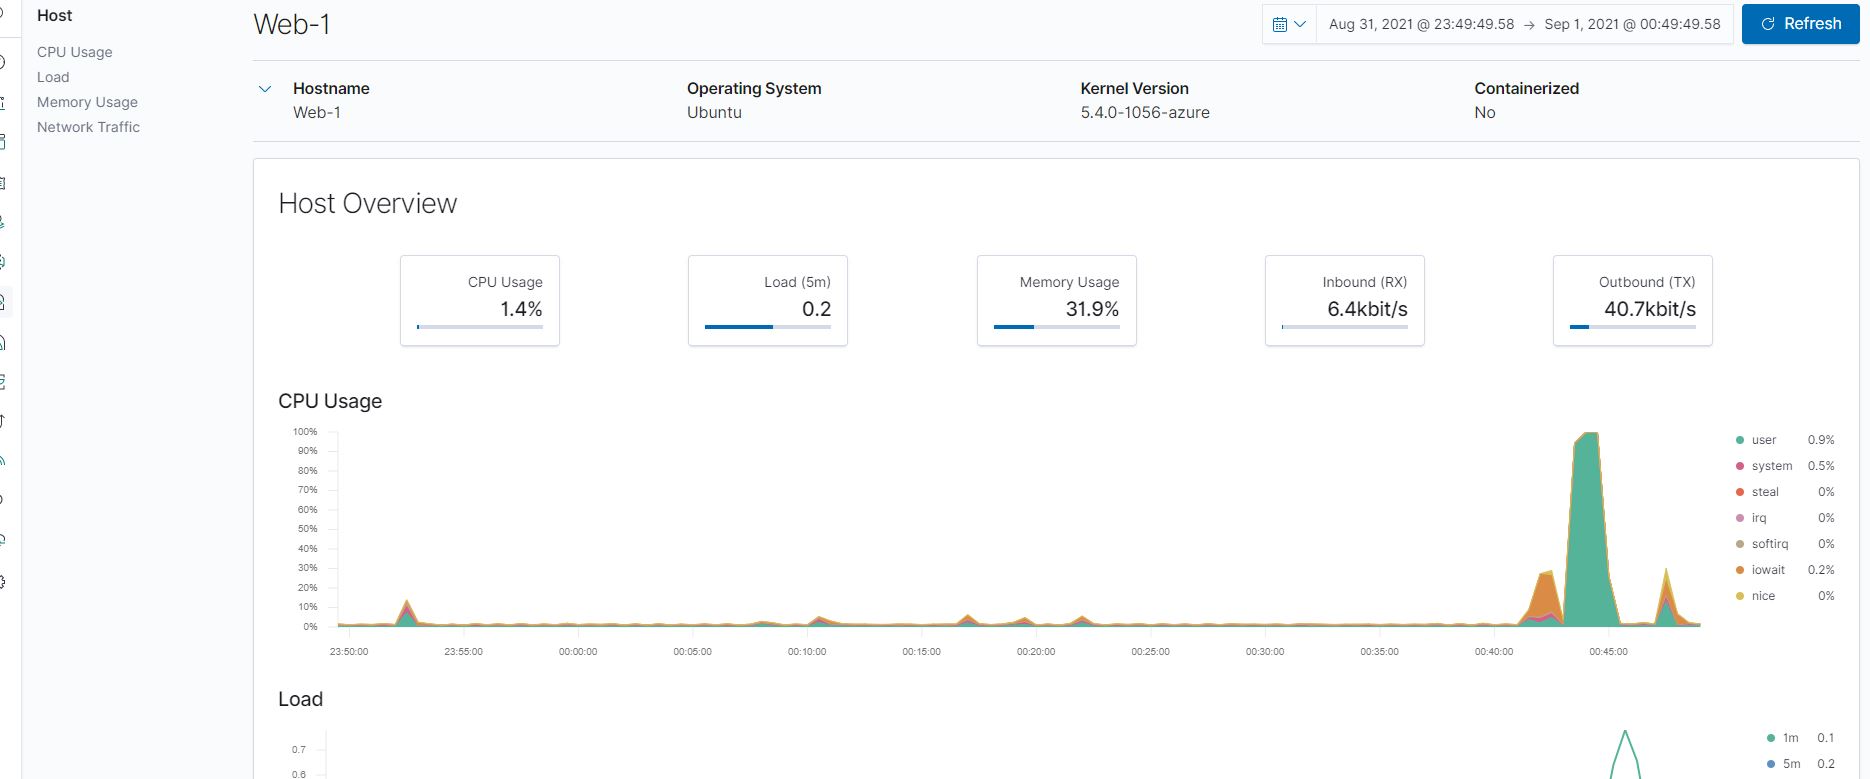 Host
CPU Usage
Load
Memory Usage
Network Traffic
Web-1
Aug 31, 2021 @ 23:49:49.58 → Sep 1, 2021 @ 00:49:49.58
Refresh
Hostname
Web-1
Operating System
Ubuntu
Kernel Version
5.4.0-1056-azure
Containerized
No
Host Overview
CPU Usage
1.4%
Load (5m)
0.2
Memory Usage
31.9%
Inbound (RX)
6.4kbit/s
Outbound (TX)
40.7kbit/s
CPU Usage
100%
90%
80%
70%
60%
50%
40%
30%
20%
10%
0%
23:50:00 23:55:00 00:00:00 00:05:00 00:10:00 00:15:00 00:20:00 00:25:00 00:30:00 00:35:00 00:40:00 00:45:00
user 0.9%
system 0.5%
steal 0%
irq 0%
softirq 0%
iowait 0.2%
nice 0%
Load
0.7
0.6
1m 0.1
5m 0.2